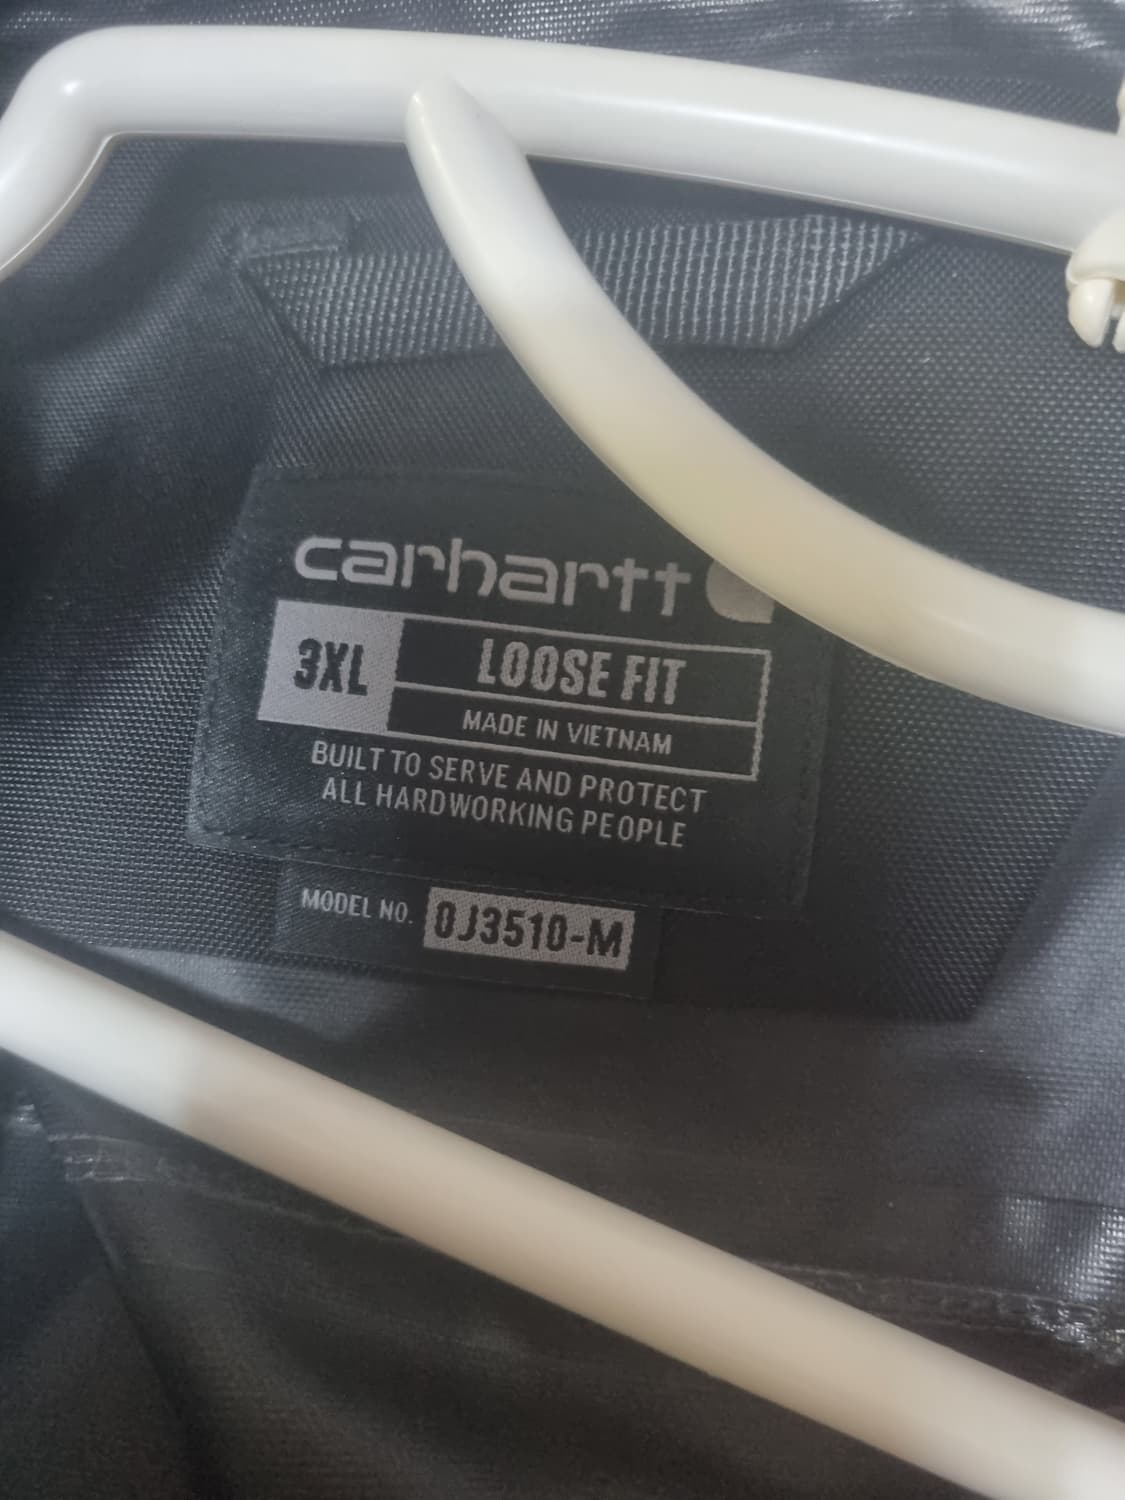 carhartt
3XL
LOOSE FIT
MADE IN VIETNAM
BUILT TO SERVE AND PROTECT
ALL HARDWORKING PEOPLE
MODEL NO. 0J3510-M